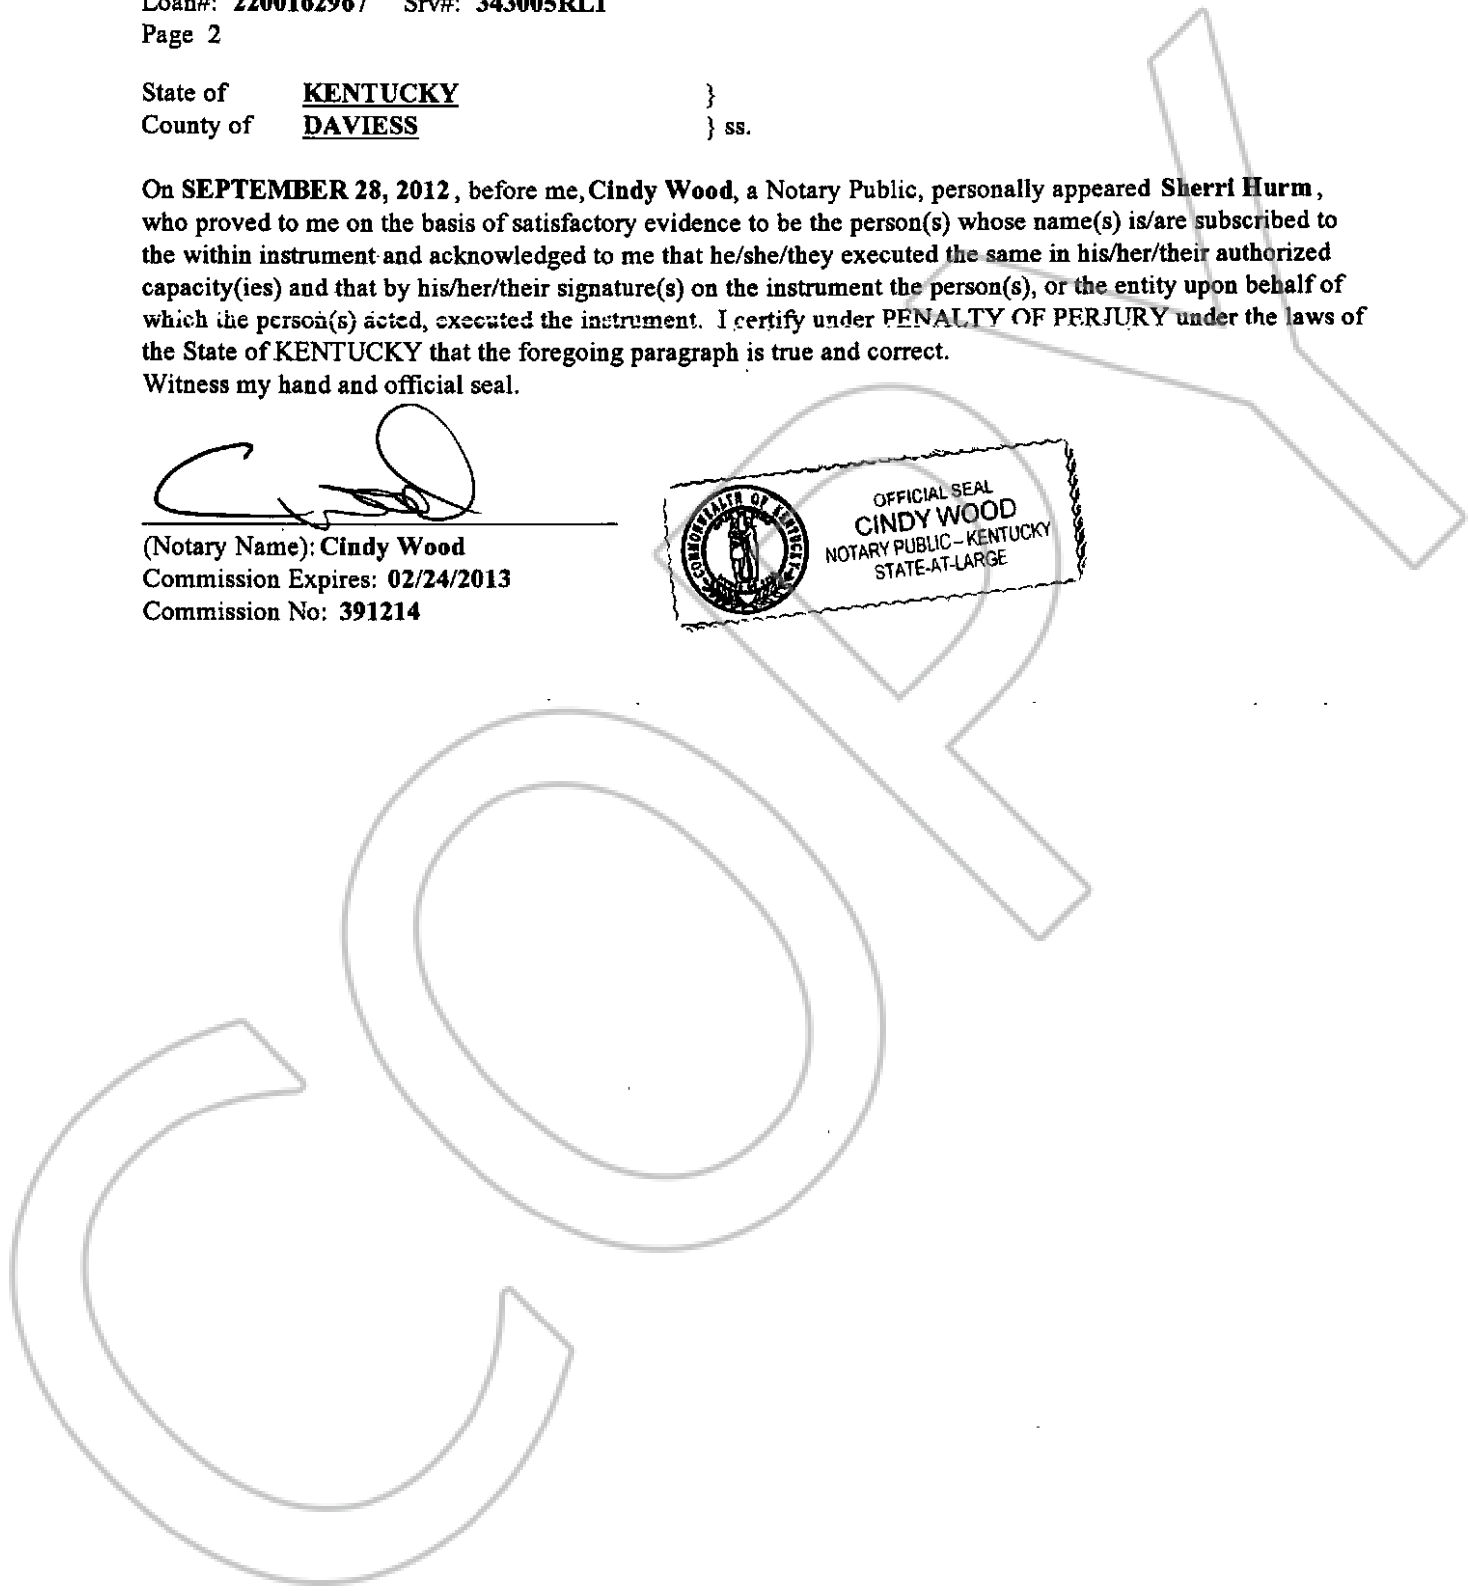 Loan#: 2200162967 Srv#: 343005RL1
Page 2
State of KENTUCKY }
County of DAVIESS } ss.
On SEPTEMBER 28, 2012, before me, Cindy Wood, a Notary Public, personally appeared Sherri Hurm,
who proved to me on the basis of satisfactory evidence to be the person(s) whose name(s) is/are subscribed to
the within instrument and acknowledged to me that he/she/they executed the same in his/her/their authorized
capacity(ies) and that by his/her/their signature(s) on the instrument the person(s), or the entity upon behalf of
which the person(s) acted, executed the instrument. I certify under PENALTY OF PERJURY under the laws of
the State of KENTUCKY that the foregoing paragraph is true and correct.
Witness my hand and official seal.
(Notary Name): Cindy Wood
Commission Expires: 02/24/2013
Commission No: 391214
COMMONWEALTH OF KENTUCKY
OFFICIAL SEAL
CINDY WOOD
NOTARY PUBLIC – KENTUCKY
STATE-AT-LARGE
COPY